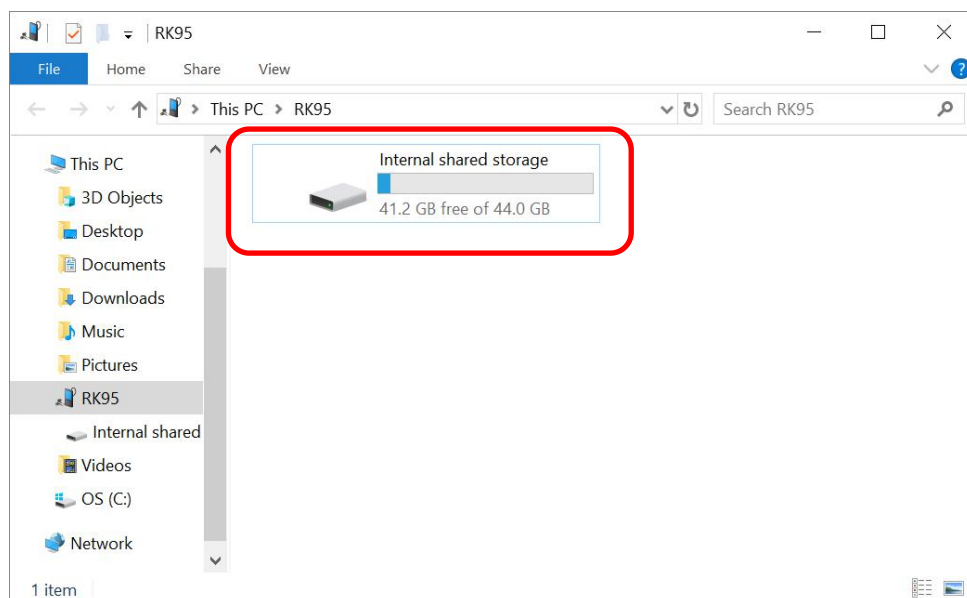 RK95
File Home Share View
This PC > RK95 Search RK95
This PC
3D Objects
Desktop
Documents
Downloads
Music
Pictures
RK95
Internal shared
Videos
OS (C:)
Network
Internal shared storage
41.2 GB free of 44.0 GB
1 item